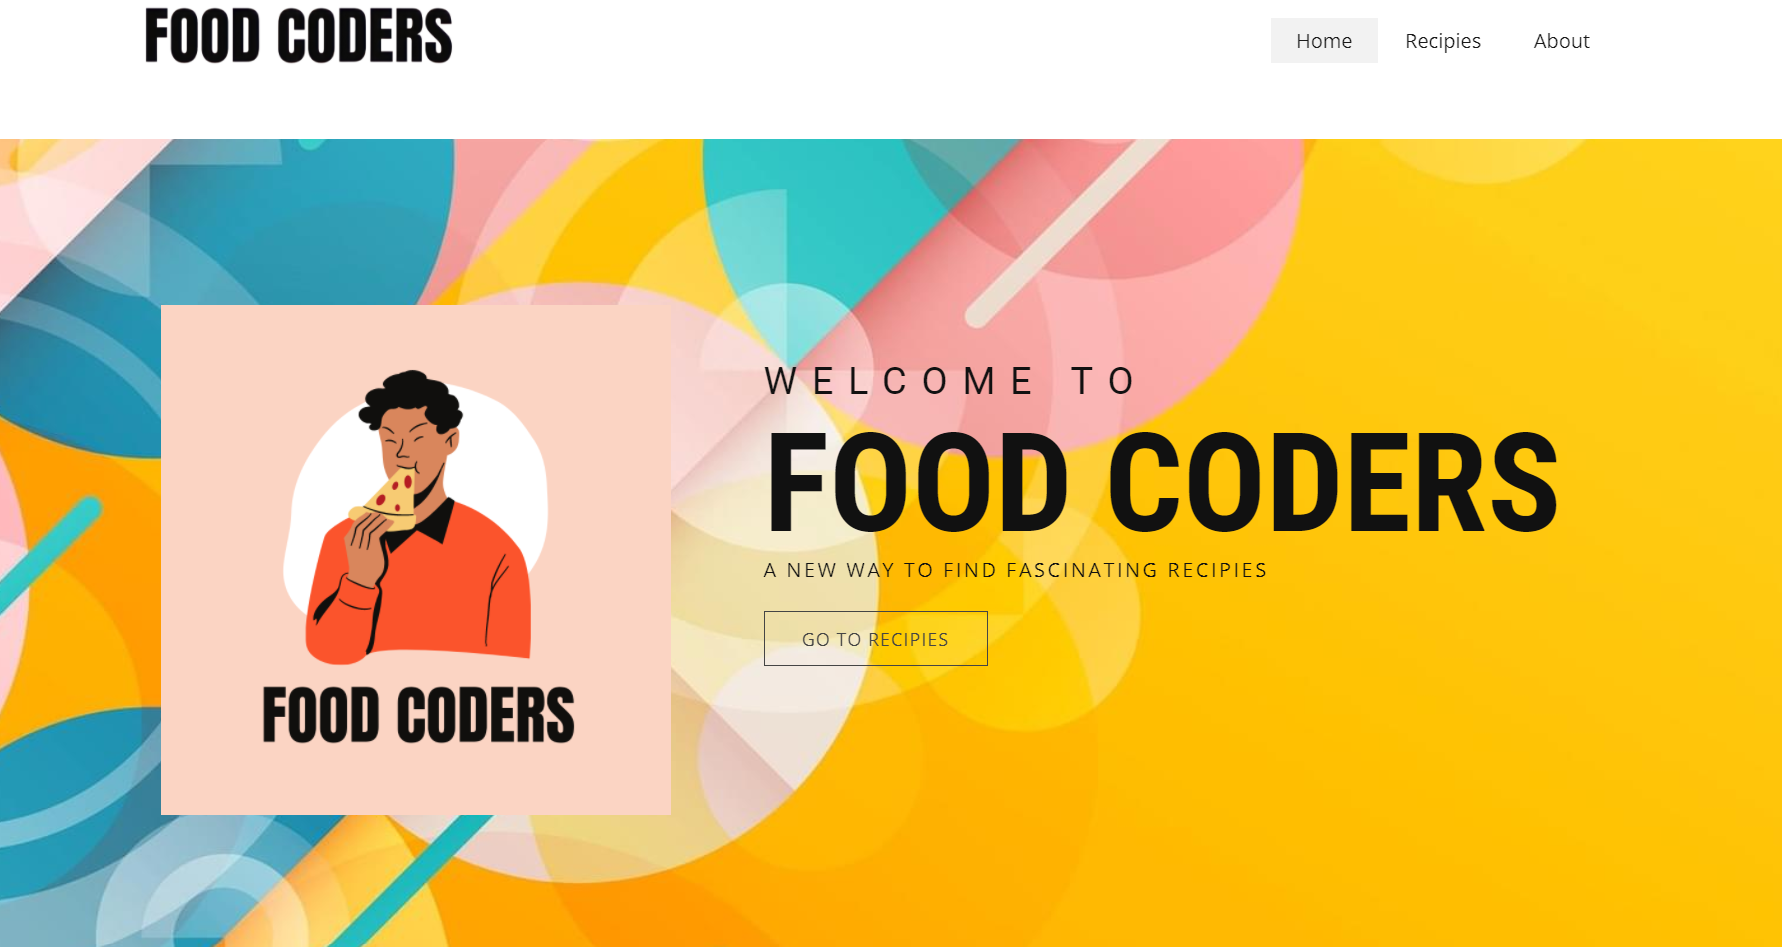 FOOD CODERS
Home Recipies About
WELCOME TO
FOOD CODERS
A NEW WAY TO FIND FASCINATING RECIPIES
GO TO RECIPIES
FOOD CODERS